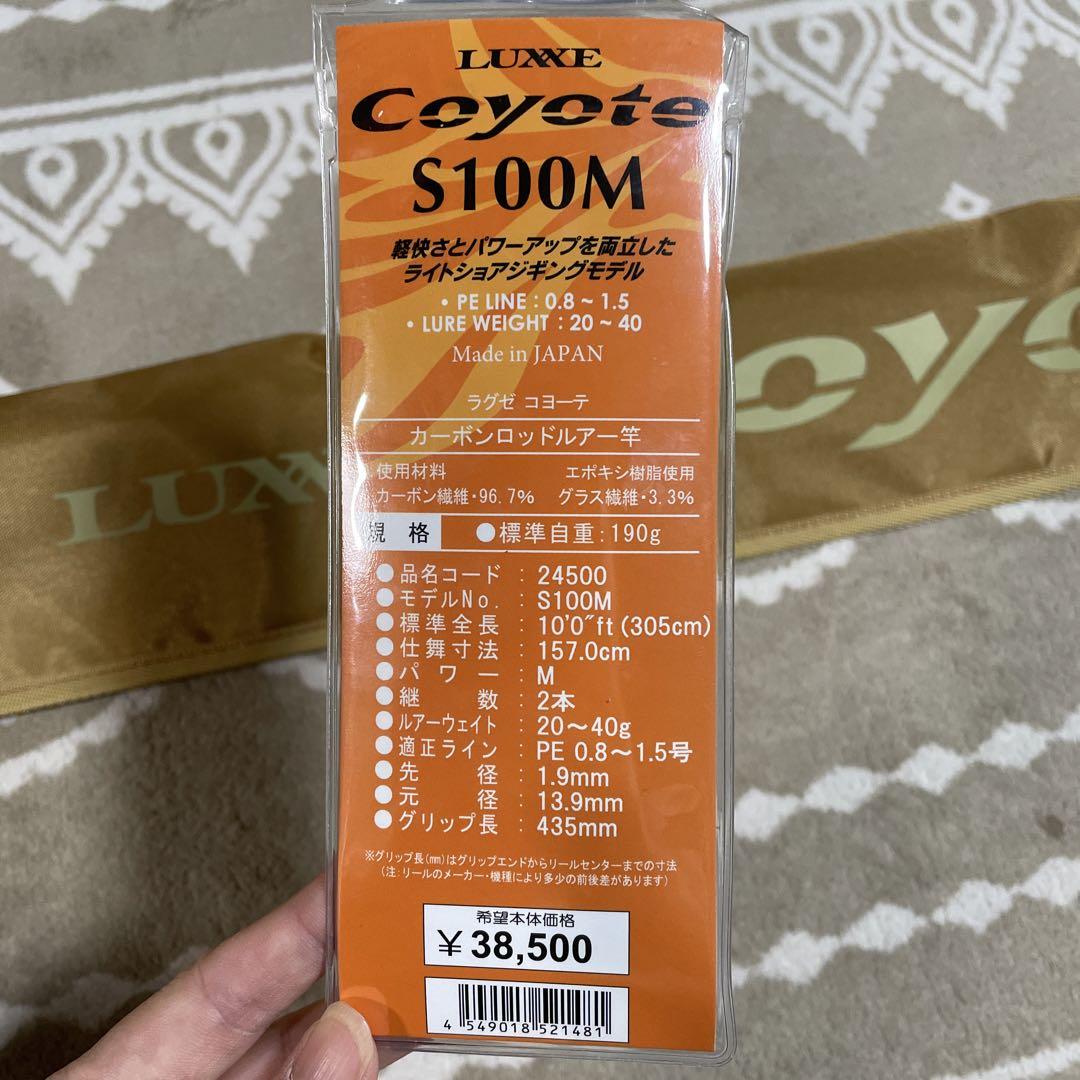 LUXXE
Coyote
S100M
軽快さとパワーアップを両立した
ライトショアジギングモデル
・PE LINE : 0.8 ~ 1.5
・LURE WEIGHT : 20 ~ 40
Made in JAPAN
ラグゼ コヨーテ
カーボンロッドルアー竿
使用材料 エポキシ樹脂使用
カーボン繊維・96.7% グラス繊維・3.3%
規格 ●標準自重:190g
●品名コード : 24500
●モデルNo. : S100M
●標準全長 : 10'0"ft (305cm)
●仕舞寸法 : 157.0cm
●パワー : M
●継数 : 2本
●ルアーウェイト : 20〜40g
●適正ライン : PE 0.8〜1.5号
●先径 : 1.9mm
●元径 : 13.9mm
●グリップ長 : 435mm
※グリップ長(mm)はグリップエンドからリールセンターまでの寸法
(注:リールのメーカー・機種により多少の前後差があります)
希望本体価格
¥38,500
4 549018 521481
LUXX
Coyo